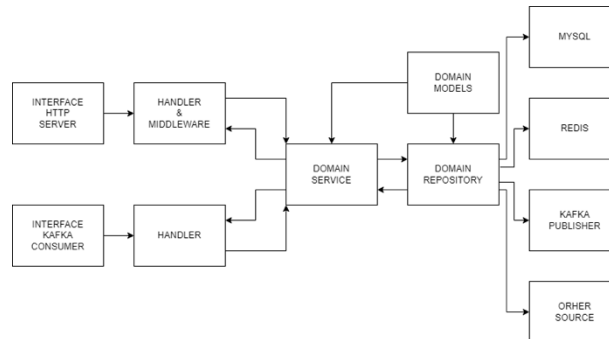 MYSQL
DOMAIN
MODELS
INTERFACE
HTTP
SERVER
HANDLER
&
MIDDLEWARE
REDIS
DOMAIN
SERVICE
DOMAIN
REPOSITORY
INTERFACE
KAFKA
CONSUMER
HANDLER
KAFKA
PUBLISHER
ORHER
SOURCE